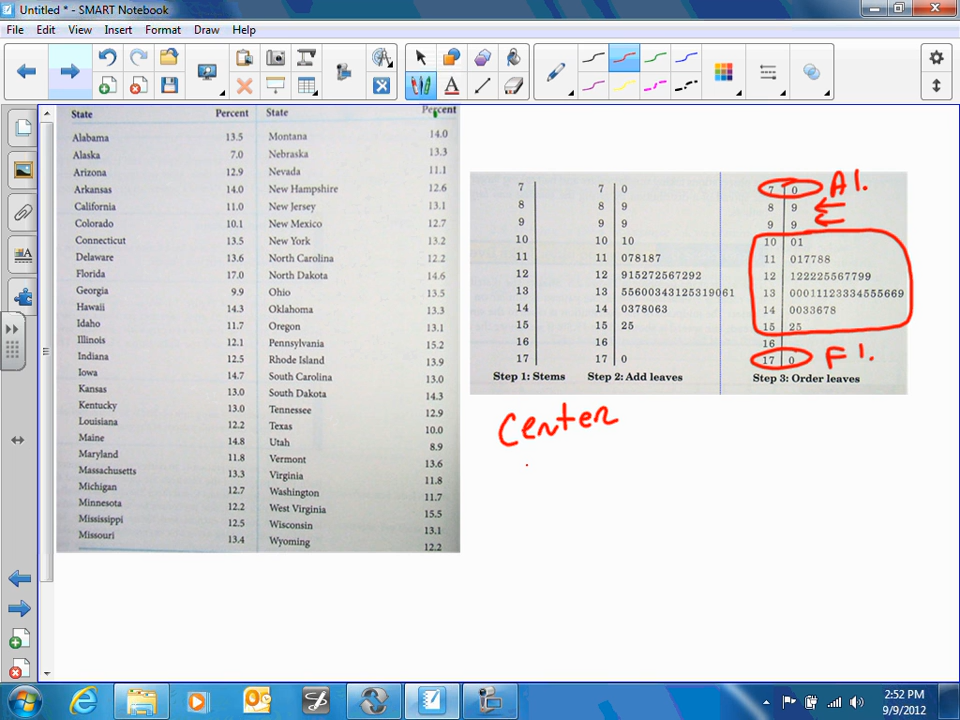 Untitled * - SMART Notebook
File Edit View Insert Format Draw Help
State Percent State Percent
Alabama 13.5 Montana 14.0
Alaska 7.0 Nebraska 13.3
Arizona 12.9 Nevada 11.1
Arkansas 14.0 New Hampshire 12.6
California 11.0 New Jersey 13.1
Colorado 10.1 New Mexico 12.7
Connecticut 13.5 New York 13.2
Delaware 13.6 North Carolina 12.2
Florida 17.0 North Dakota 14.6
Georgia 9.9 Ohio 13.5
Hawaii 14.3 Oklahoma 13.3
Idaho 11.7 Oregon 13.1
Illinois 12.1 Pennsylvania 15.2
Indiana 12.5 Rhode Island 13.9
Iowa 14.7 South Carolina 13.0
Kansas 13.0 South Dakota 14.3
Kentucky 13.0 Tennessee 12.9
Louisiana 12.2 Texas 10.0
Maine 14.8 Utah 8.9
Maryland 11.8 Vermont 13.6
Massachusetts 13.3 Virginia 11.8
Michigan 12.7 Washington 11.7
Minnesota 12.2 West Virginia 15.5
Mississippi 12.5 Wisconsin 13.1
Missouri 13.4 Wyoming 12.2
7 7 0 7 0 Al.
8 8 9 8 9
9 9 9 9 9
10 10 10 10 01
11 11 078187 11 017788
12 12 915272567292 12 122225567799
13 13 55600343125319061 13 00011123334555669
14 14 0378063 14 0033678
15 15 25 15 25
16 16 16
17 17 0 17 0 Fl.
Step 1: Stems Step 2: Add leaves Step 3: Order leaves
Center
2:52 PM
9/9/2012